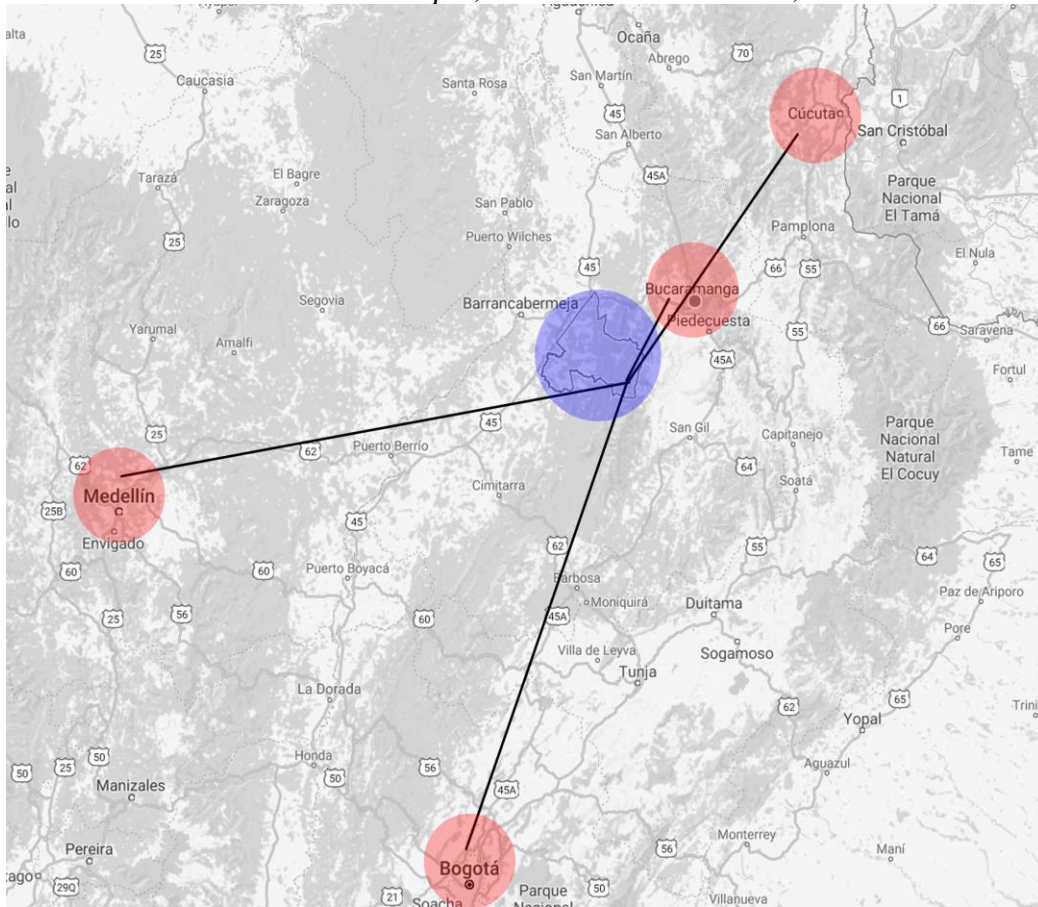 Ocaña
70
alta
25
Abrego
Caucasia
San Martín
Santa Rosa
Cúcuta
1
45
San Cristóbal
San Alberto
El Bagre
45A
Tarazá
Parque
Nacional
El Tamá
Zaragoza
San Pablo
Pamplona
25
Puerto Wilches
El Nula
45
66
55
Bucaramanga
Segovia
Barrancabermeja
Piedecuesta
Yarumal
55
66
Saravena
Amalfi
45A
Fortul
25
45
San Gil
Parque
Nacional
Natural
El Cocuy
Capitanejo
Puerto Berrío
62
62
64
Tame
Medellín
Cimitarra
Soatá
25B
45
Envigado
62
55
64
60
60
Puerto Boyacá
65
Barbosa
Paz de Ariporo
56
Moniquirá
Duitama
25
60
45A
Pore
Sogamoso
Villa de Leyva
Tunja
La Dorada
65
62
Trini
Yopal
Honda
50
56
Aguazul
50
25
50
Manizales
45A
Monterrey
Pereira
56
Maní
Bogotá
tago
29Q
21
Parque
50
Soacha
Nacional
Villanueva